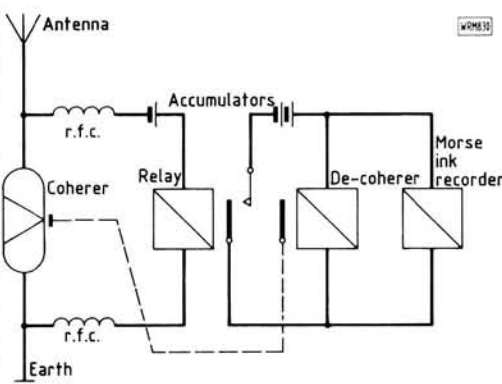 Antenna
WRM830
r.f.c.
Accumulators
Coherer
Relay
De-coherer
Morse
ink
recorder
r.f.c.
Earth